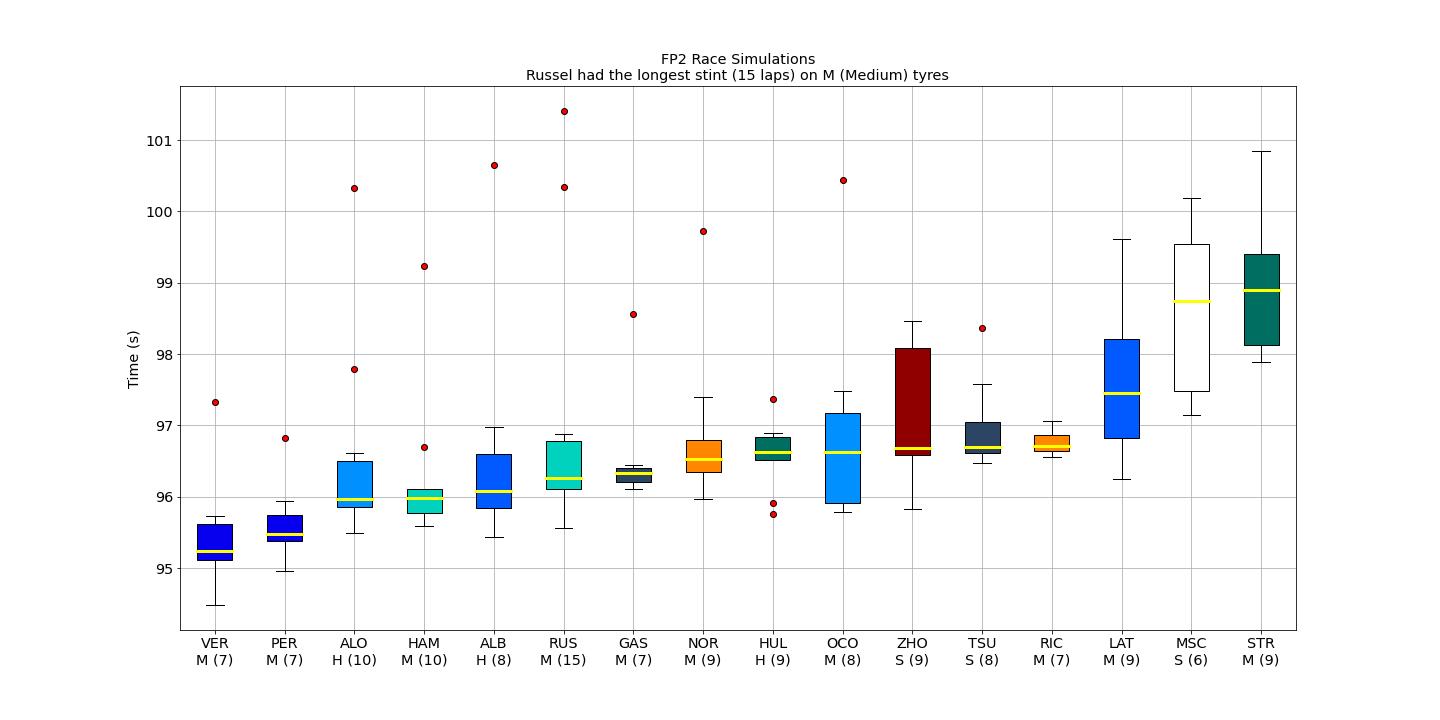 FP2 Race Simulations
Russel had the longest stint (15 laps) on M (Medium) tyres
101
100
99
98
97
96
95
Time (s)
VER PER ALO HAM ALB RUS GAS NOR HUL OCO ZHO TSU RIC LAT MSC STR
M (7) M (7) H (10) M (10) H (8) M (15) M (7) M (9) H (9) M (8) S (9) S (8) M (7) M (9) S (6) M (9)